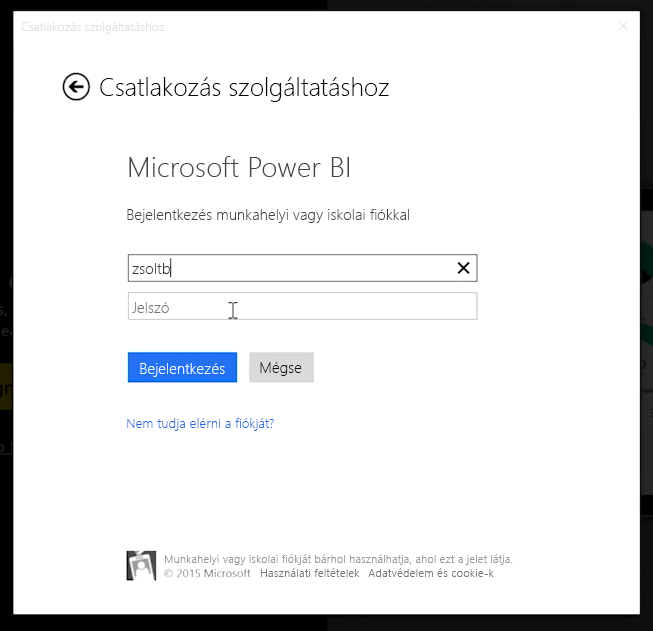 Csatlakozás szolgáltatáshoz
Csatlakozás szolgáltatáshoz
Microsoft Power BI
Bejelentkezés munkahelyi vagy iskolai fiókkal
zsoltb
Jelszó
Bejelentkezés Mégse
Nem tudja elérni a fiókját?
Munkahelyi vagy iskolai fiókját bárhol használhatja, ahol ezt a jelet látja.
© 2015 Microsoft Használati feltételek Adatvédelem és cookie-k